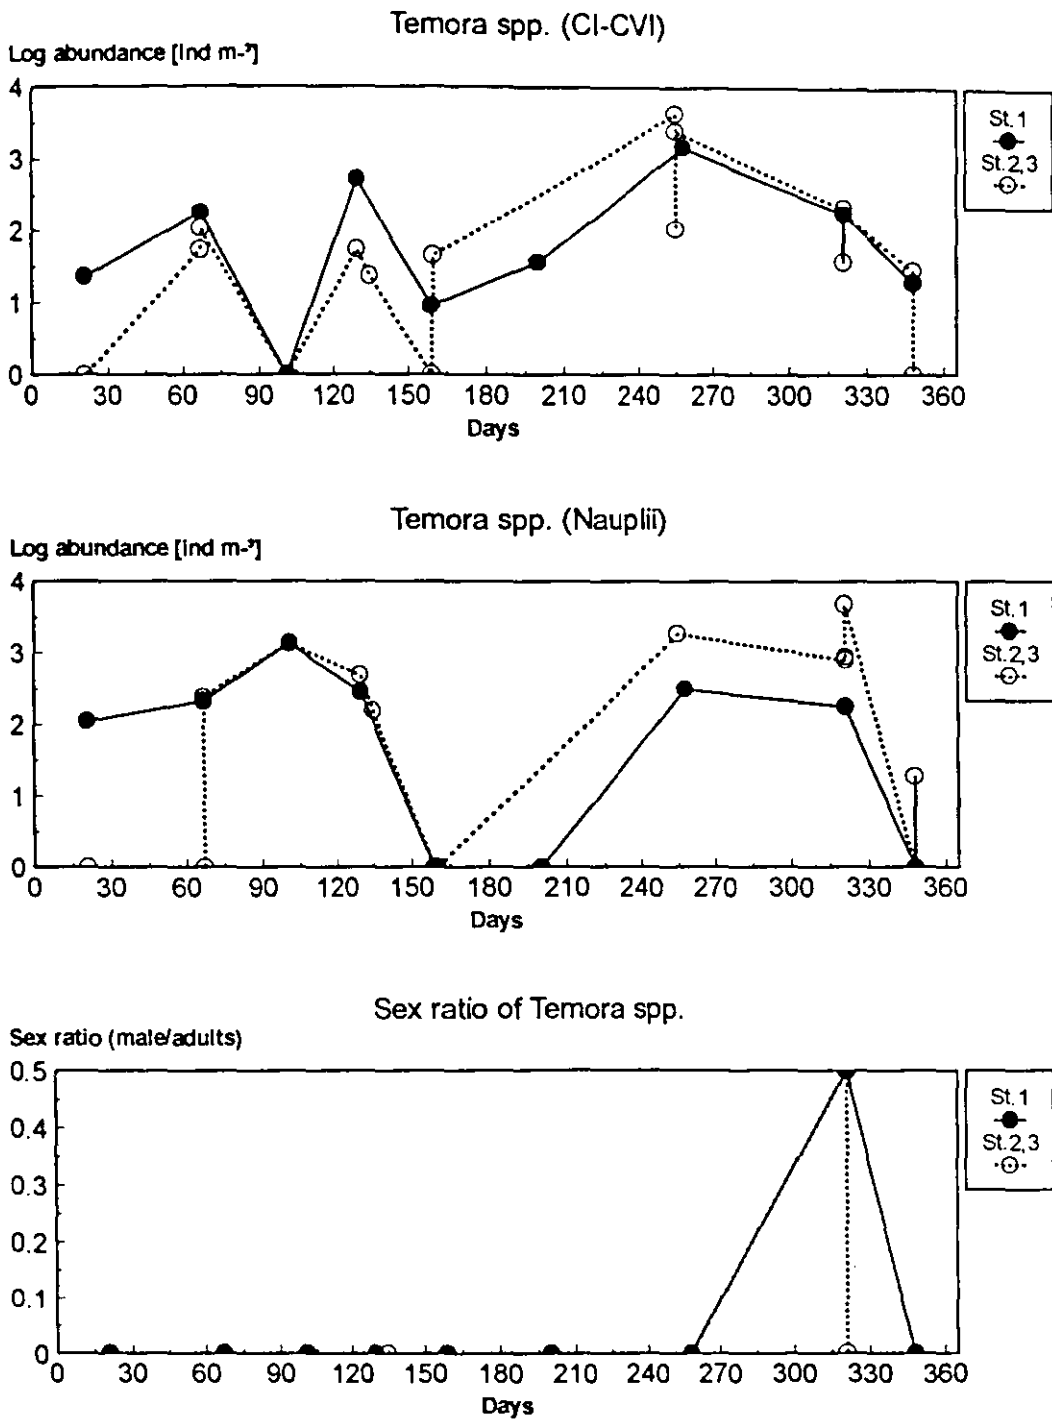 Temora spp. (CI-CVI)
Log abundance [Ind m-³]
4
3
2
1
0
0 30 60 90 120 150 180 210 240 270 300 330 360
Days
St.1
St.2,3
Temora spp. (Nauplii)
Log abundance [Ind m-³]
4
3
2
1
0
0 30 60 90 120 150 180 210 240 270 300 330 360
Days
St.1
St.2,3
Sex ratio of Temora spp.
Sex ratio (male/adults)
0.5
0.4
0.3
0.2
0.1
0
0 30 60 90 120 150 180 210 240 270 300 330 360
Days
St.1
St.2,3